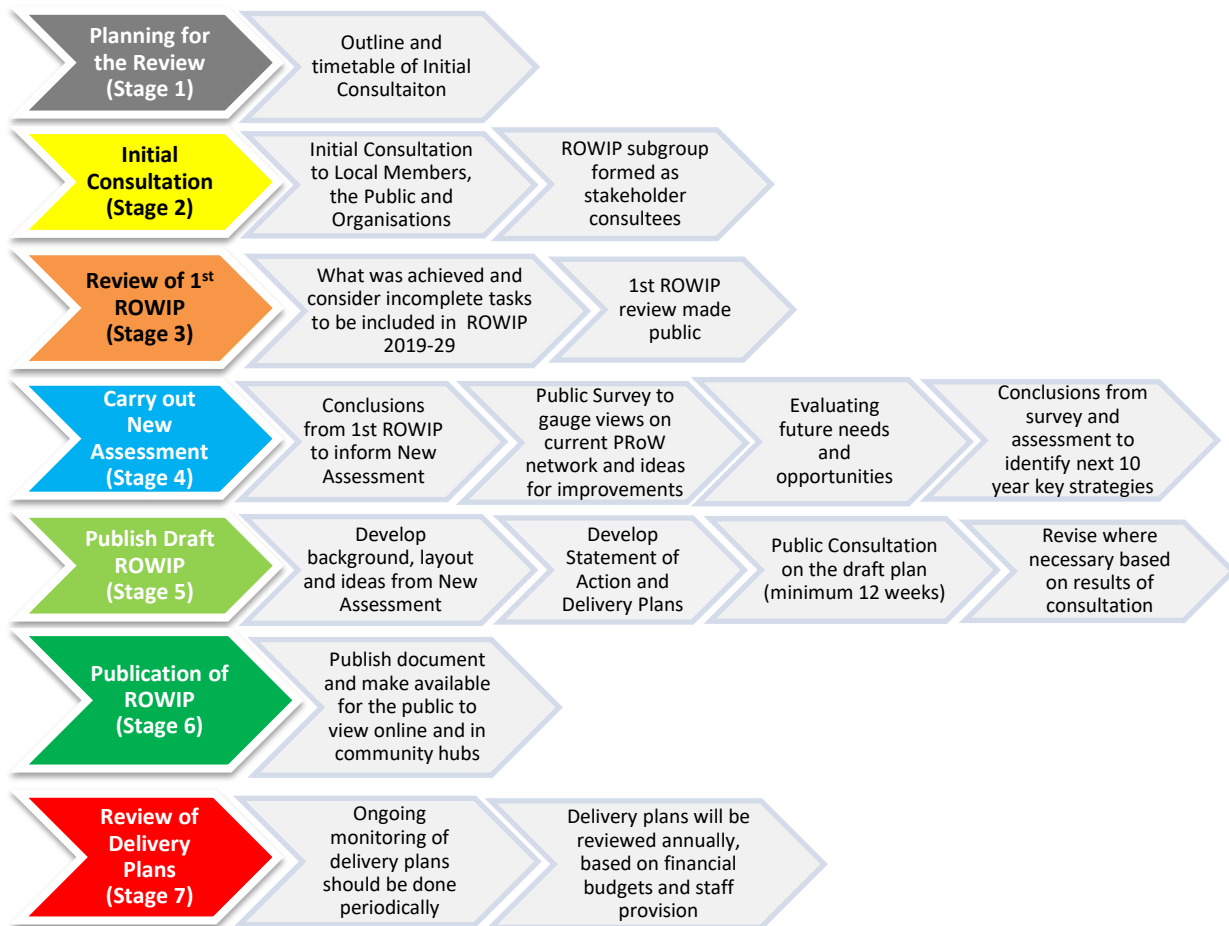 Planning for
the Review
(Stage 1)
Outline and
timetable of Initial
Consultaiton
Initial
Consultation
(Stage 2)
Initial Consultation
to Local Members,
the Public and
Organisations
ROWIP subgroup
formed as
stakeholder
consultees
Review of 1st
ROWIP
(Stage 3)
What was achieved and
consider incomplete tasks
to be included in ROWIP
2019-29
1st ROWIP
review made
public
Carry out
New
Assessment
(Stage 4)
Conclusions
from 1st ROWIP
to inform New
Assessment
Public Survey to
gauge views on
current PRoW
network and ideas
for improvements
Evaluating
future needs
and
opportunities
Conclusions from
survey and
assessment to
identify next 10
year key strategies
Publish Draft
ROWIP
(Stage 5)
Develop
background, layout
and ideas from New
Assessment
Develop
Statement of
Action and
Delivery Plans
Public Consultation
on the draft plan
(minimum 12 weeks)
Revise where
necessary based
on results of
consultation
Publication of
ROWIP
(Stage 6)
Publish document
and make available
for the public to
view online and in
community hubs
Review of
Delivery
Plans
(Stage 7)
Ongoing
monitoring of
delivery plans
should be done
periodically
Delivery plans will be
reviewed annually,
based on financial
budgets and staff
provision